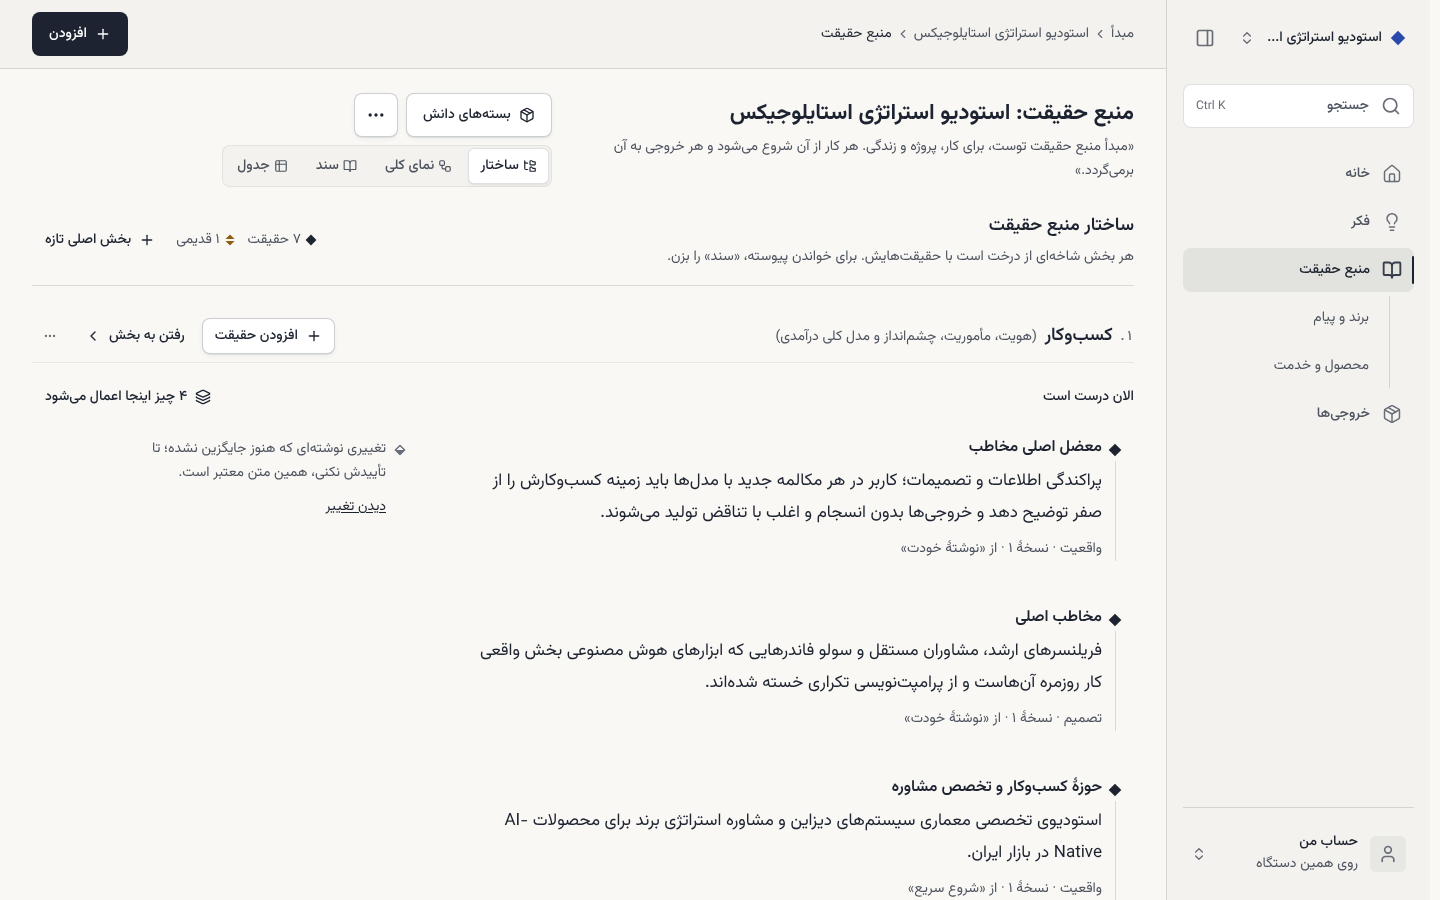 استودیو استراتژی ا...
جستجو
Ctrl K
خانه
فکر
منبع حقیقت
برند و پیام
محصول و خدمت
خروجی‌ها
حساب من
روی همین دستگاه
مبدأ › استودیو استراتژی استایلوجیکس › منبع حقیقت
افزودن
منبع حقیقت: استودیو استراتژی استایلوجیکس
«مبدأ منبع حقیقت توست، برای کار، پروژه و زندگی. هر کار از آن شروع می‌شود و هر خروجی به آن
برمی‌گردد.»
بسته‌های دانش
ساختار
نمای کلی
سند
جدول
ساختار منبع حقیقت
هر بخش شاخه‌ای از درخت است با حقیقت‌هایش. برای خواندن پیوسته، «سند» را بزن.
۷ حقیقت
۱ قدیمی
بخش اصلی تازه
۱. کسب‌وکار (هویت، مأموریت، چشم‌انداز و مدل کلی درآمدی)
افزودن حقیقت
رفتن به بخش
الان درست است
۴ چیز اینجا اعمال می‌شود
معضل اصلی مخاطب
پراکندگی اطلاعات و تصمیمات؛ کاربر در هر مکالمه جدید با مدل‌ها باید زمینه کسب‌وکارش را از
صفر توضیح دهد و خروجی‌ها بدون انسجام و اغلب با تناقض تولید می‌شوند.
واقعیت · نسخهٔ ۱ · از «نوشتهٔ خودت»
تغییری نوشته‌ای که هنوز جایگزین نشده؛ تا
تأییدش نکنی، همین متن معتبر است.
دیدن تغییر
مخاطب اصلی
فریلنسرهای ارشد، مشاوران مستقل و سولو فاندرهایی که ابزارهای هوش مصنوعی بخش واقعی
کار روزمره آن‌هاست و از پرامپت‌نویسی تکراری خسته شده‌اند.
تصمیم · نسخهٔ ۱ · از «نوشتهٔ خودت»
حوزهٔ کسب‌وکار و تخصص مشاوره
استودیوی تخصصی معماری سیستم‌های دیزاین و مشاوره استراتژی برند برای محصولات AI-
Native در بازار ایران.
واقعیت · نسخهٔ ۱ · از «شروع سریع»